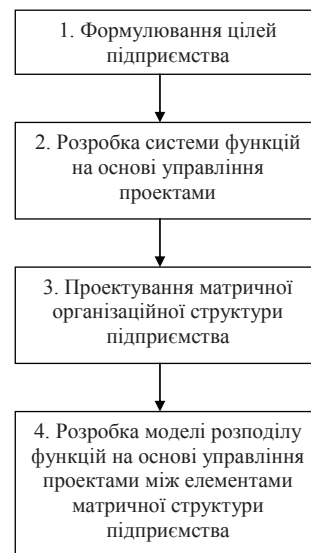 1. Формулювання цілей
підприємства
2. Розробка системи функцій
на основі управління
проектами
3. Проектування матричної
організаційної структури
підприємства
4. Розробка моделі розподілу
функцій на основі управління
проектами між елементами
матричної структури
підприємства